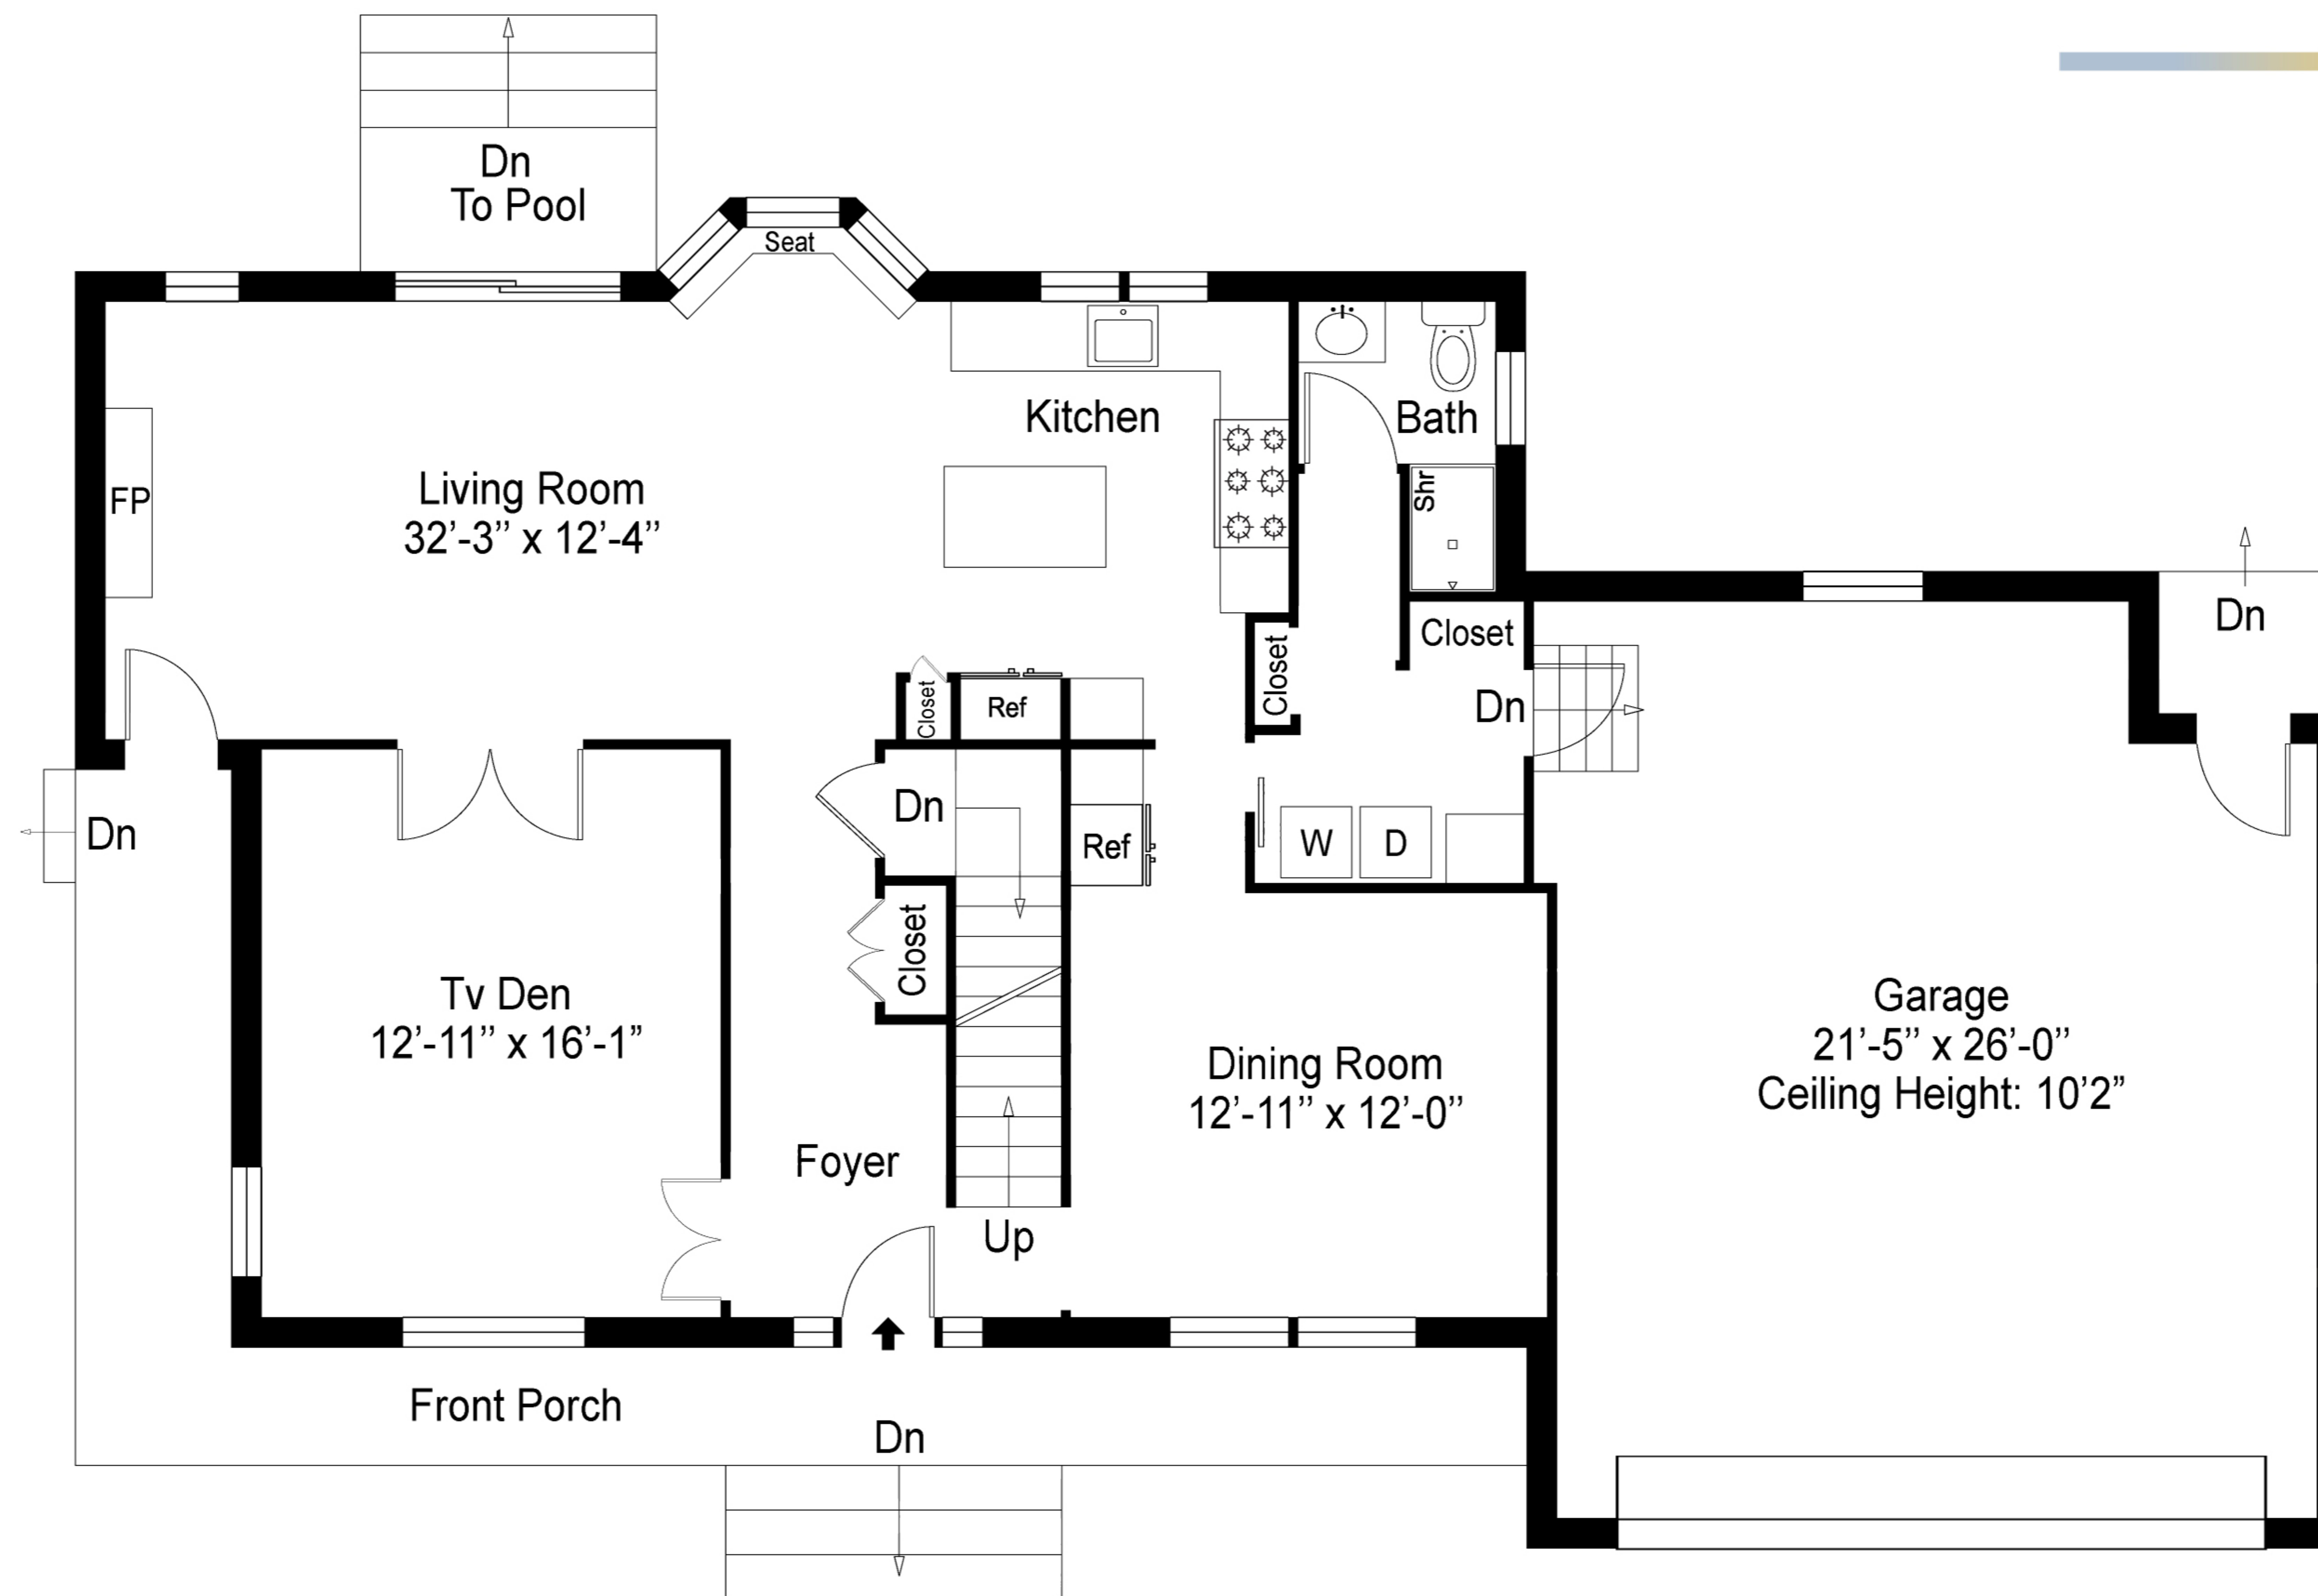 Dn
To Pool
Seat
Kitchen
Bath
Living Room
32’-3’’ x 12’-4’’
FP
Shr
Closet
Closet
Closet
Ref
Dn
Dn
Dn
Dn
Ref
W
D
Closet
Tv Den
12’-11’’ x 16’-1”
Garage
21’-5’’ x 26’-0’’
Ceiling Height: 10’2”
Dining Room
12’-11’’ x 12’-0’’
Foyer
Up
Front Porch
Dn